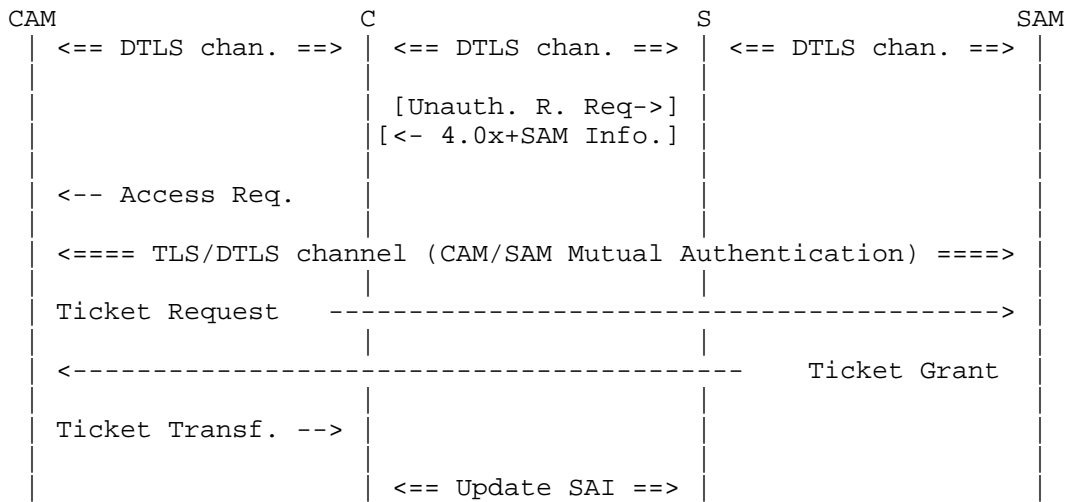 CAM C S SAM
<== DTLS chan. ==> <== DTLS chan. ==> <== DTLS chan. ==>
[Unauth. R. Req->]
[<- 4.0x+SAM Info.]
<-- Access Req.
<==== TLS/DTLS channel (CAM/SAM Mutual Authentication) ====>
Ticket Request ------------------------------------------>
<------------------------------------------ Ticket Grant
Ticket Transf. -->
<== Update SAI ==>